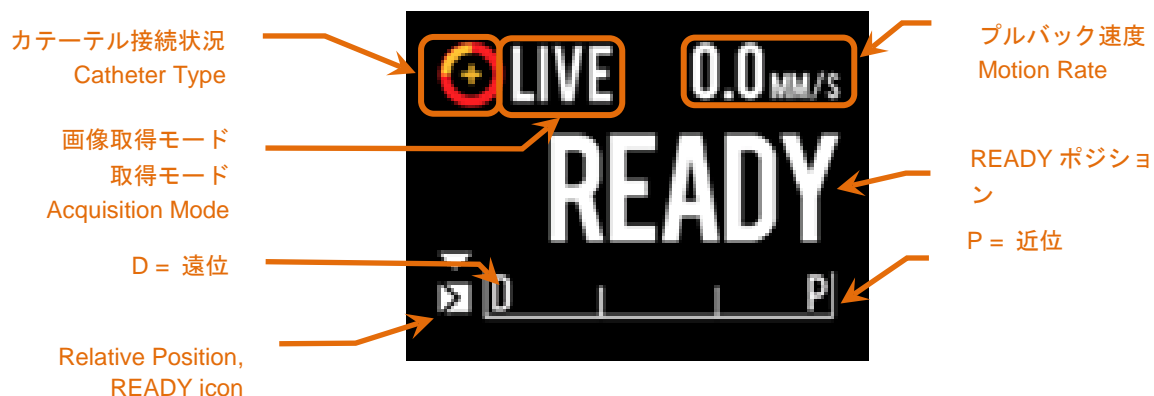 カテーテル接続状況
Catheter Type
画像取得モード
取得モード
Acquisition Mode
D = 遠位
Relative Position,
READY icon
LIVE
0.0 MM/S
READY
D
P
プルバック速度
Motion Rate
READY ポジショ
ン
P = 近位